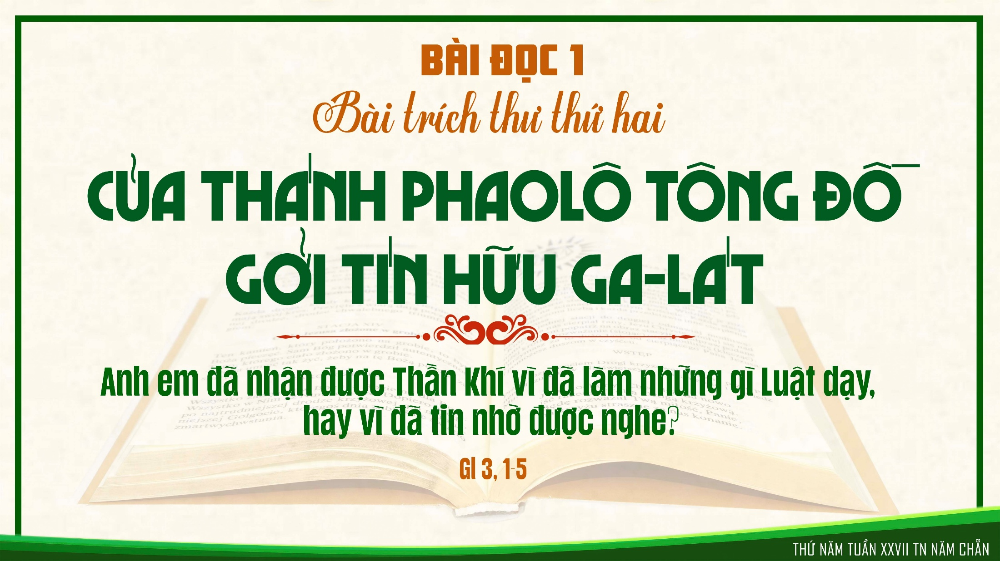 BÀI ĐỌC 1
Bài trích thư thứ hai
CỦA THÁNH PHAOLÔ TÔNG ĐỒ
GỞI TÍN HỮU GA-LÁT
Anh em đã nhận được Thần Khí vì đã làm những gì Luật dạy,
hay vì đã tin nhờ được nghe?
Gl 3, 1-5
THỨ NĂM TUẦN XXVII TN NĂM CHẴN